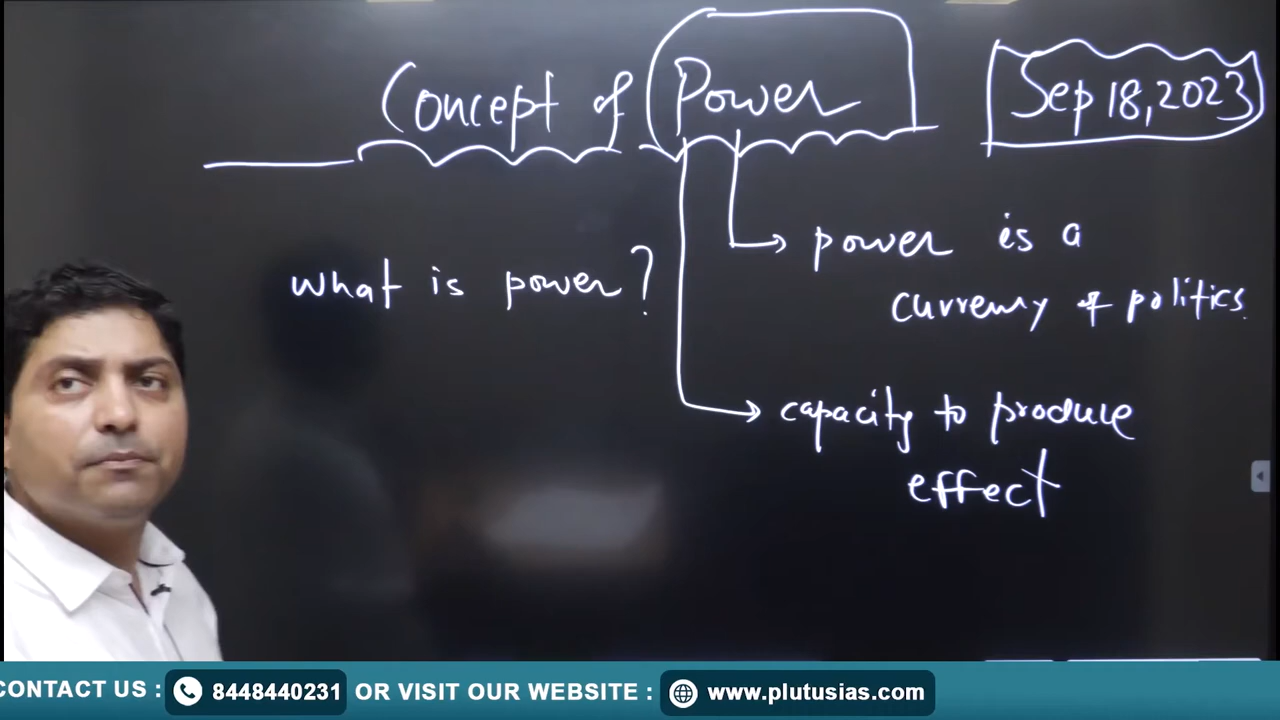 Concept of Power
Sep 18, 2023
what is power?
power is a
currency of politics.
capacity to produce
effect
CONTACT US : 8448440231 OR VISIT OUR WEBSITE : www.plutusias.com